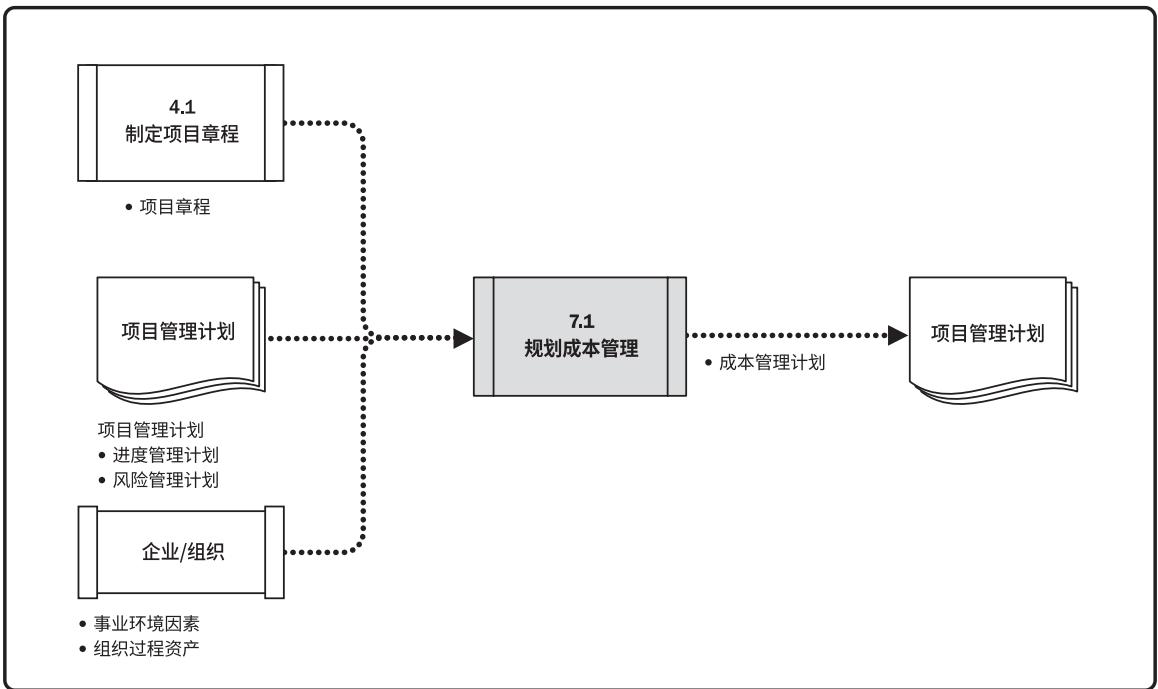 4.1
制定项目章程
• 项目章程
项目管理计划
项目管理计划
• 进度管理计划
• 风险管理计划
企业/组织
• 事业环境因素
• 组织过程资产
7.1
规划成本管理
• 成本管理计划
项目管理计划